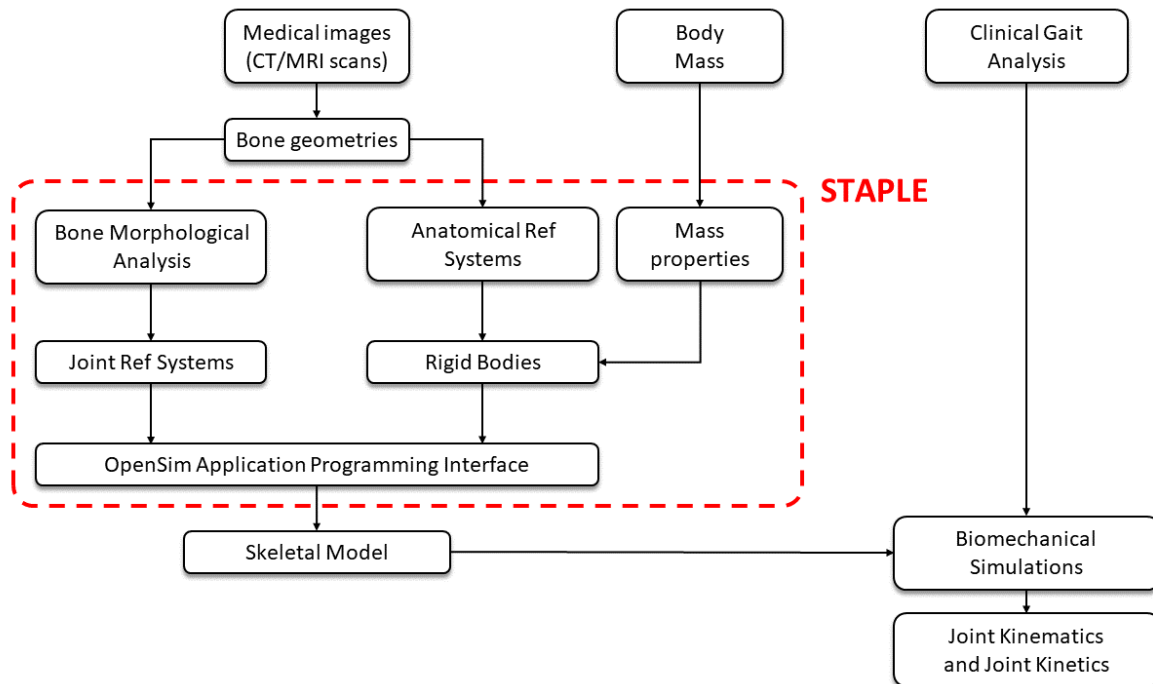 Medical images
(CT/MRI scans)
Body
Mass
Clinical Gait
Analysis
Bone geometries
STAPLE
Bone Morphological
Analysis
Anatomical Ref
Systems
Mass
properties
Joint Ref Systems
Rigid Bodies
OpenSim Application Programming Interface
Skeletal Model
Biomechanical
Simulations
Joint Kinematics
and Joint Kinetics